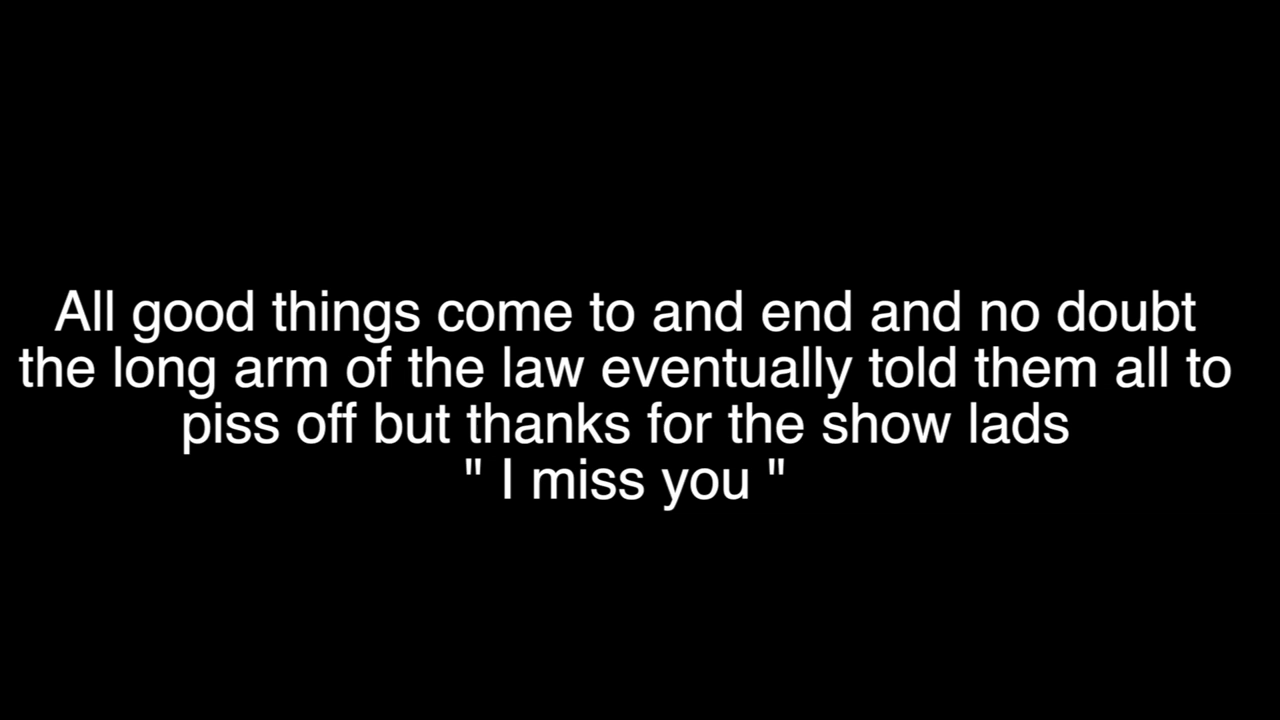 All good things come to and end and no doubt
the long arm of the law eventually told them all to
piss off but thanks for the show lads
" I miss you "